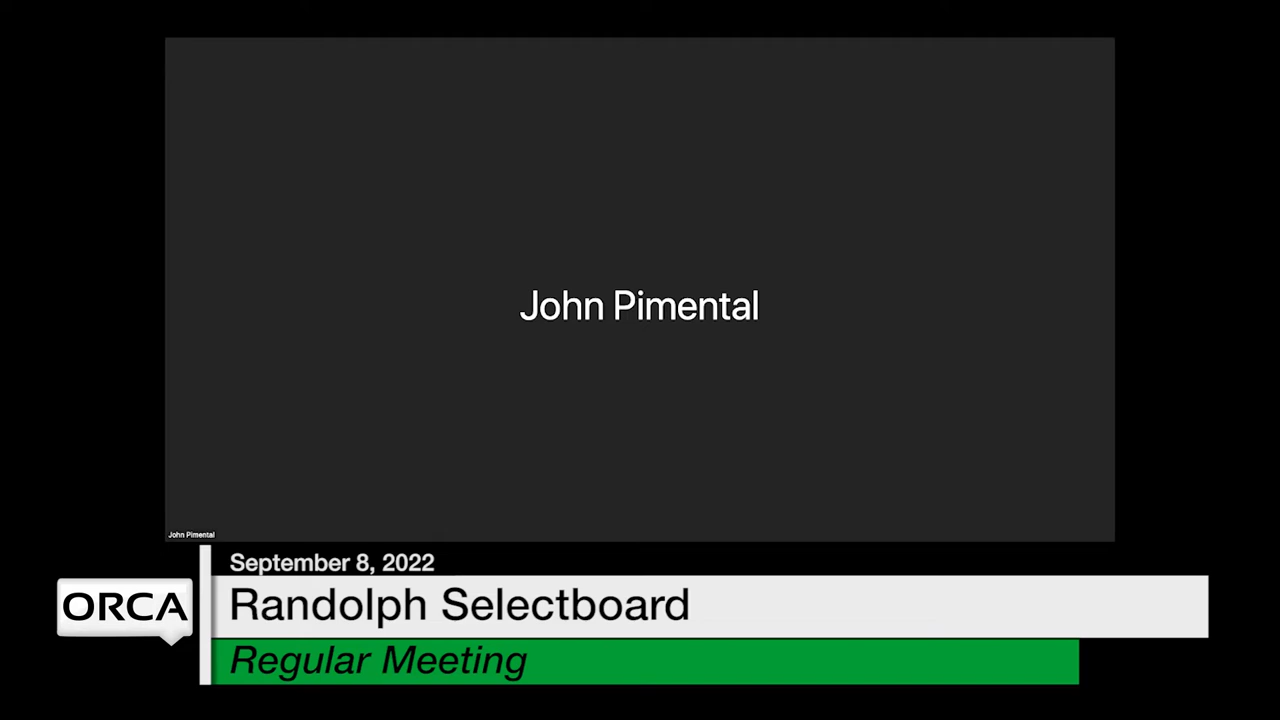 John Pimental
John Pimental
September 8, 2022
ORCA
Randolph Selectboard
Regular Meeting